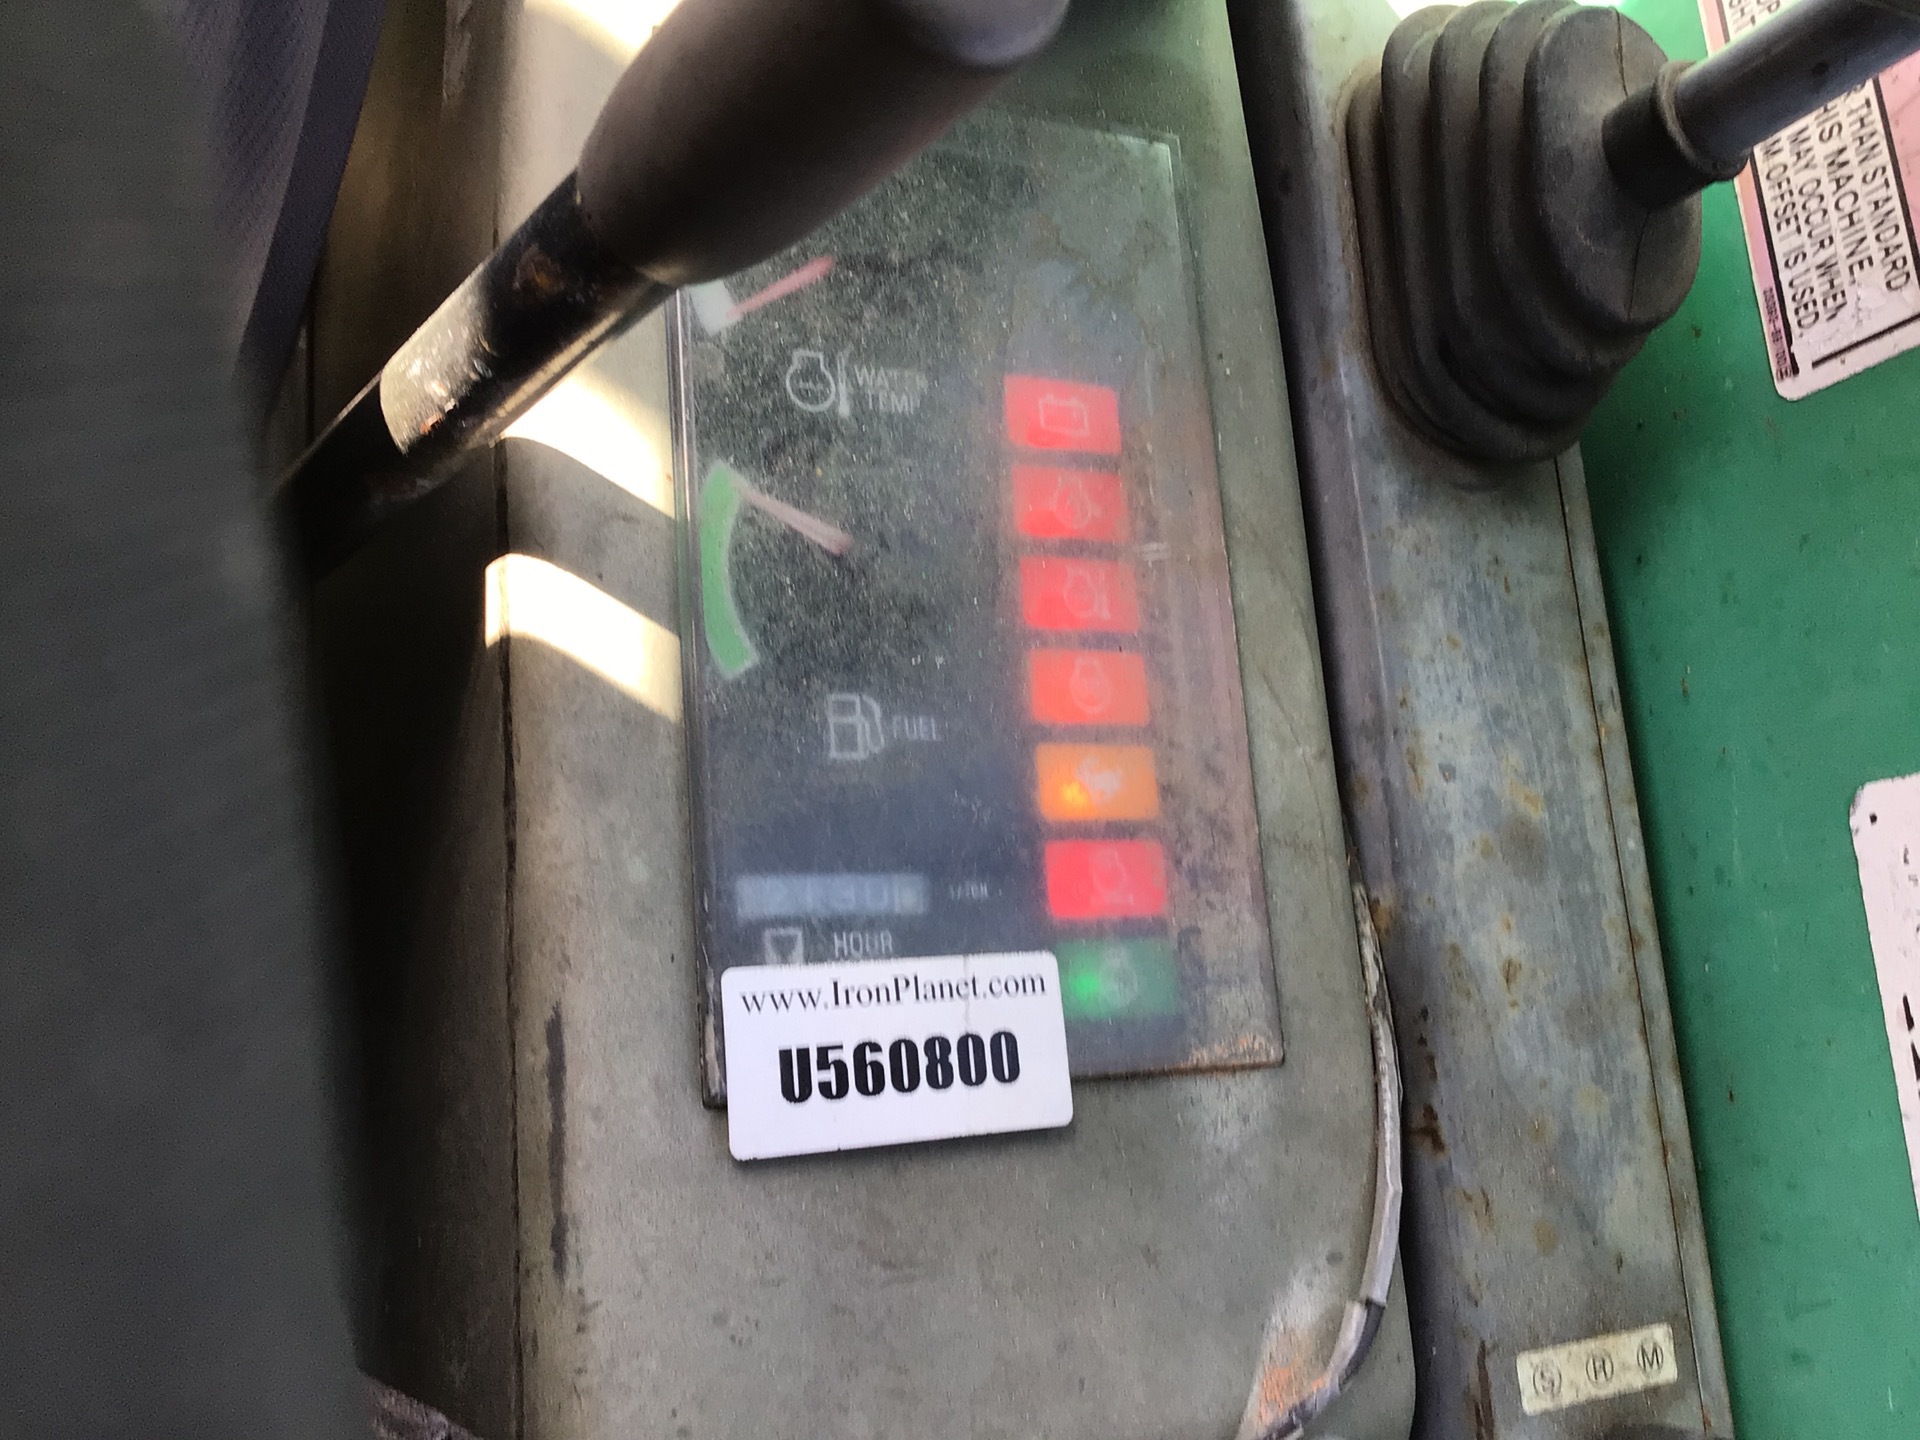 & THAN STANDARD
HIS MACHINE,
MAY OCCUR WHEN
M OFFSET IS USED.
WATER
TEMP
FUEL
HOUR
www.IronPlanet.com
U560800
S R M